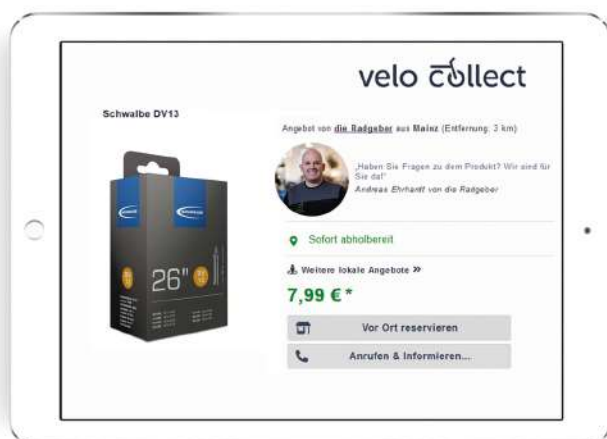 velo collect
Schwalbe DV13
Angebot von die Radgeber aus Mainz (Entfernung: 3 km)
„Haben Sie Fragen zu dem Produkt? Wir sind für
Sie da!"
Andreas Ehrhardt von die Radgeber
Sofort abholbereit
Weitere lokale Angebote »
7,99 € *
Vor Ort reservieren
Anrufen & Informieren...
SCHWALBE
26"